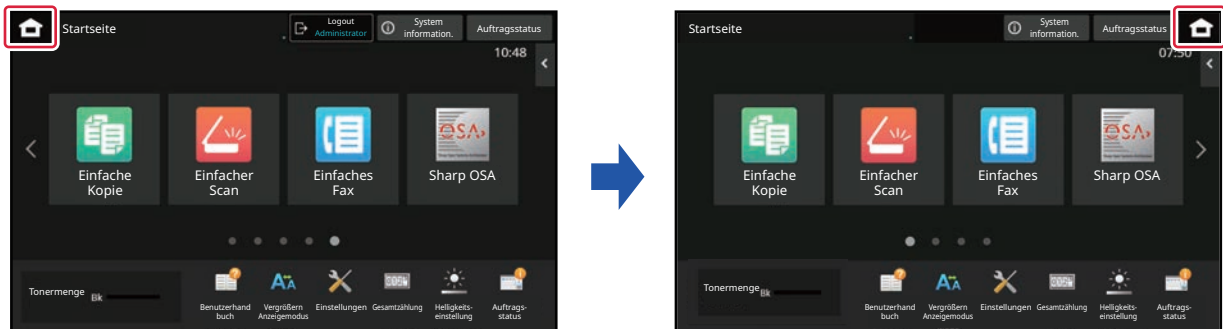 Startseite
Logout
Administrator
System
information.
Auftragsstatus
10:48
Einfache
Kopie
Einfacher
Scan
Einfaches
Fax
OSA
Sharp OSA
Tonermenge
Bk
Benutzerhand
buch
Vergrößern
Anzeigemodus
Einstellungen
Gesamtzählung
Helligkeits-
einstellung
Auftrags-
status
Startseite
System
information.
Auftragsstatus
07:50
Einfache
Kopie
Einfacher
Scan
Einfaches
Fax
OSA
Sharp OSA
Tonermenge
Bk
Benutzerhand
buch
Vergrößern
Anzeigemodus
Einstellungen
Gesamtzählung
Helligkeits-
einstellung
Auftrags-
status